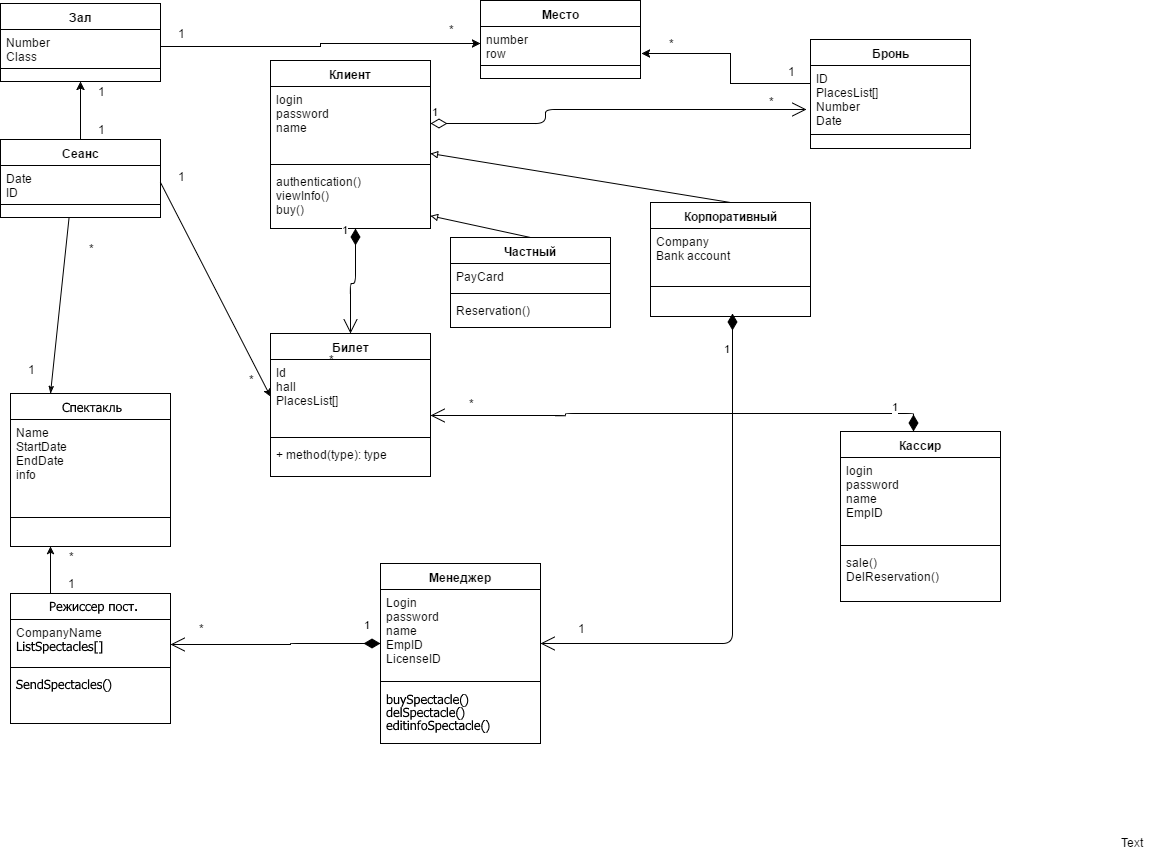 Зал
Number
Class
1
*
Место
number
row
*
1
Бронь
ID
PlacesList[]
Number
Date
Клиент
login
password
name
authentication()
viewInfo()
buy()
1
*
1
1
Сеанс
Date
ID
1
*
*
1
Корпоративный
Company
Bank account
1
Частный
PayCard
Reservation()
1
*
Билет
Id
hall
PlacesList[]
+ method(type): type
*
1
Кассир
login
password
name
EmpID
sale()
DelReservation()
1
Спектакль
Name
StartDate
EndDate
info
*
1
Режиссер пост.
CompanyName
ListSpectacles[]
SendSpectacles()
*
1
Менеджер
Login
password
name
EmpID
LicenseID
buySpectacle()
delSpectacle()
editinfoSpectacle()
Text